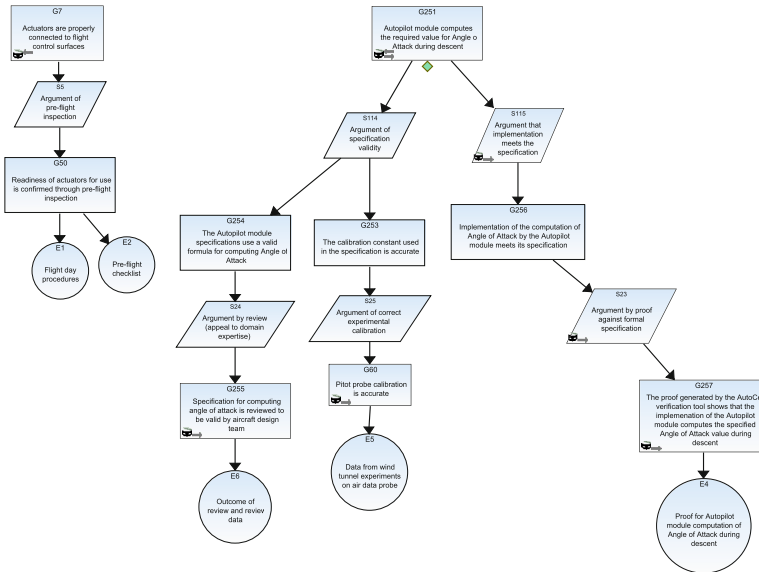 G7
Actuators are properly
connected to flight
control surfaces
S5
Argument of
pre-flight
inspection
G50
Readiness of actuators for use
is confirmed through pre-flight
inspection
E1
Flight day
procedures
E2
Pre-flight
checklist
G251
Autopilot module computes
the required value for Angle o
Attack during descent
S114
Argument of
specification
validity
S115
Argument that
implementation
meets the
specification
G254
The Autopilot module
specifications use a valid
formula for computing Angle of
Attack
G253
The calibration constant used
in the specification is accurate
G256
Implementation of the computation
of Angle of Attack by the Autopilot
module meets its specification
S24
Argument by review
(appeal to domain
expertise)
S25
Argument of correct
experimental
calibration
S23
Argument by proof
against formal
specification
G255
Specification for computing
angle of attack is reviewed to
be valid by aircraft design
team
G60
Pitot probe calibration
is accurate
G257
The proof generated by the AutoCe
verification tool shows that the
implemenation of the Autopilot
module computes the specified
Angle of Attack value during
descent
E6
Outcome of
review and review
data
E5
Data from wind
tunnel experiments
on air data probe
E4
Proof for Autopilot
module computation of
Angle of Attack during
descent